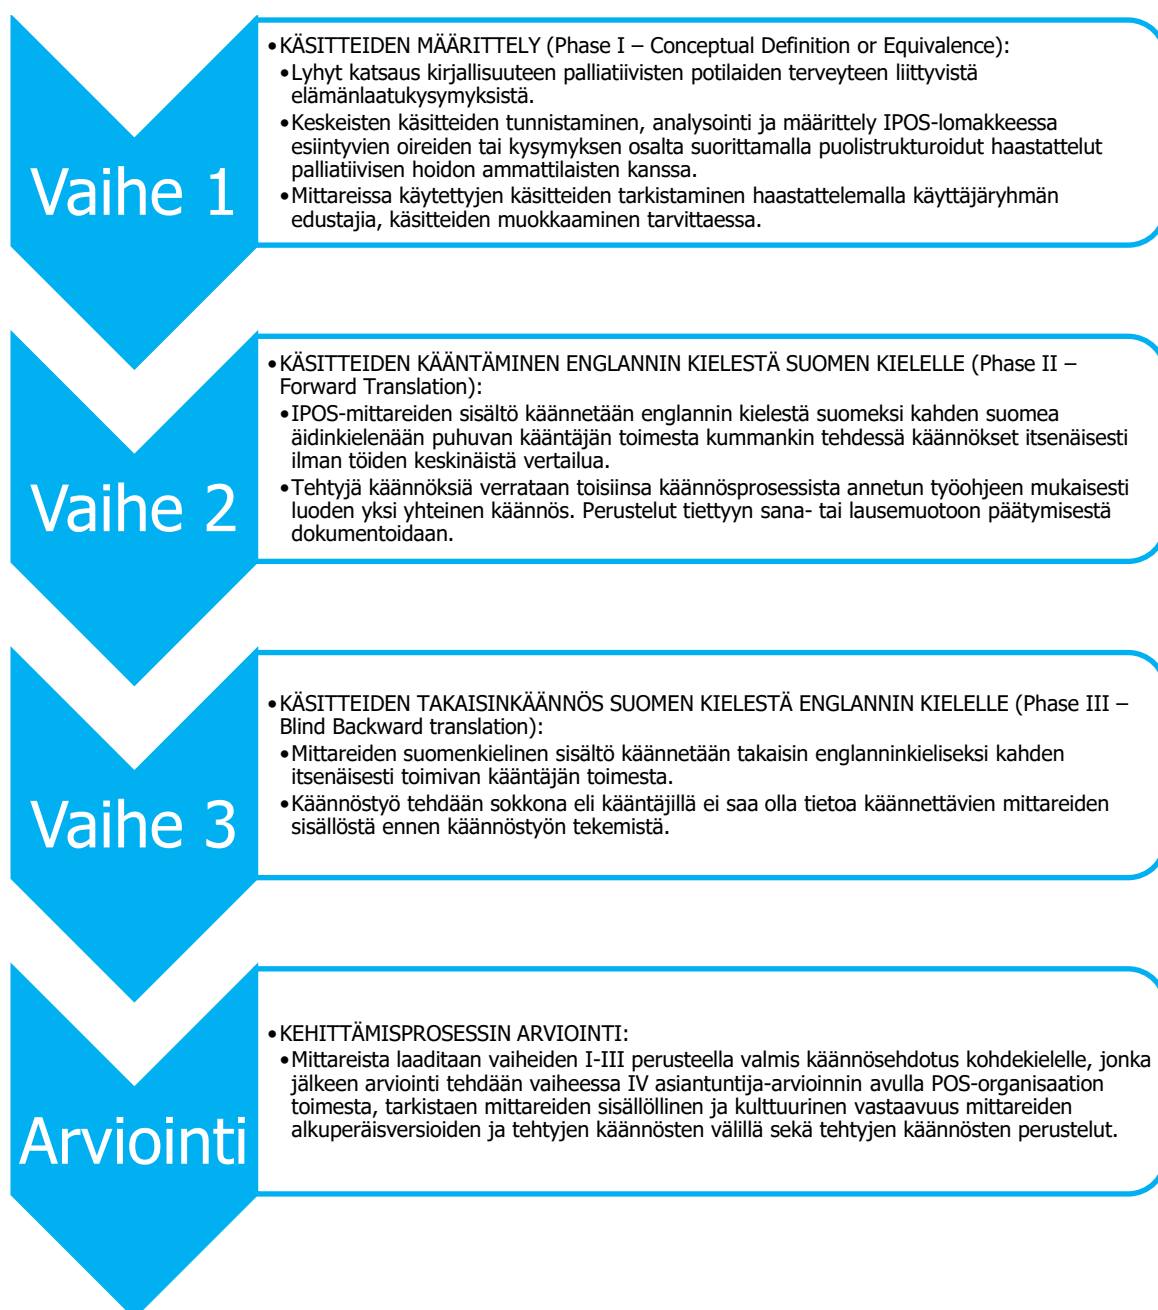 Vaihe 1
•KÄSITTEIDEN MÄÄRITTELY (Phase I – Conceptual Definition or Equivalence):
•Lyhyt katsaus kirjallisuuteen palliatiivisten potilaiden terveyteen liittyvistä
elämänlaatukysymyksistä.
•Keskeisten käsitteiden tunnistaminen, analysointi ja määrittely IPOS-lomakkeessa
esiintyvien oireiden tai kysymyksen osalta suorittamalla puolistrukturoidut haastattelut
palliatiivisen hoidon ammattilaisten kanssa.
•Mittareissa käytettyjen käsitteiden tarkistaminen haastattelemalla käyttäjäryhmän
edustajia, käsitteiden muokkaaminen tarvittaessa.
Vaihe 2
•KÄSITTEIDEN KÄÄNTÄMINEN ENGLANNIN KIELESTÄ SUOMEN KIELELLE (Phase II –
Forward Translation):
•IPOS-mittareiden sisältö käännetään englannin kielestä suomeksi kahden suomea
äidinkielenään puhuvan kääntäjän toimesta kummankin tehdessä käännökset itsenäisesti
ilman töiden keskinäistä vertailua.
•Tehtyjä käännöksiä verrataan toisiinsa käännösprosessista annetun työohjeen mukaisesti
luoden yksi yhteinen käännös. Perustelut tiettyyn sana- tai lausemuotoon päätymisestä
dokumentoidaan.
Vaihe 3
•KÄSITTEIDEN TAKAISINKÄÄNNÖS SUOMEN KIELESTÄ ENGLANNIN KIELELLE (Phase III –
Blind Backward translation):
•Mittareiden suomenkielinen sisältö käännetään takaisin englanninkieliseksi kahden
itsenäisesti toimivan kääntäjän toimesta.
•Käännöstyö tehdään sokkona eli kääntäjillä ei saa olla tietoa käännettävien mittareiden
sisällöstä ennen käännöstyön tekemistä.
Arviointi
•KEHITTÄMISPROSESSIN ARVIOINTI:
•Mittareista laaditaan vaiheiden I-III perusteella valmis käännösehdotus kohdekielelle, jonka
jälkeen arviointi tehdään vaiheessa IV asiantuntija-arvioinnin avulla POS-organisaation
toimesta, tarkistaen mittareiden sisällöllinen ja kulttuurinen vastaavuus mittareiden
alkuperäisversioiden ja tehtyjen käännösten välillä sekä tehtyjen käännösten perustelut.